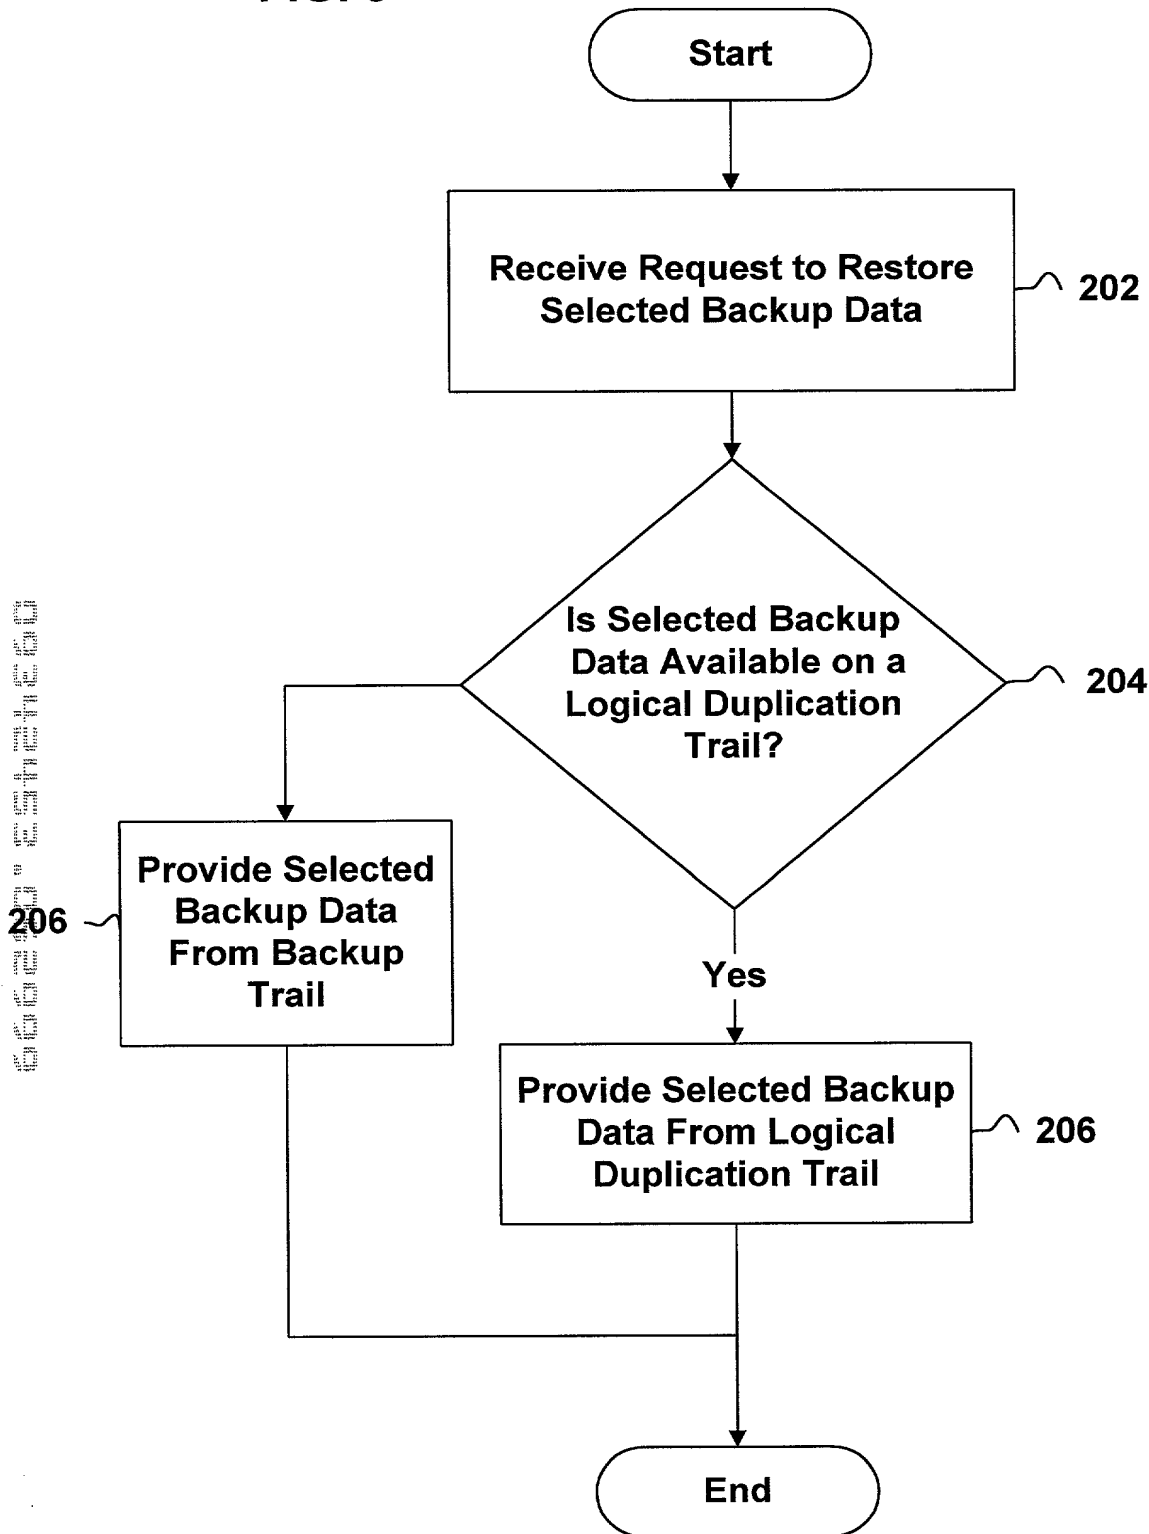 Start
Receive Request to Restore
Selected Backup Data
202
Is Selected Backup
Data Available on a
Logical Duplication
Trail?
204
Provide Selected
Backup Data
From Backup
Trail
206
Yes
Provide Selected Backup
Data From Logical
Duplication Trail
206
End